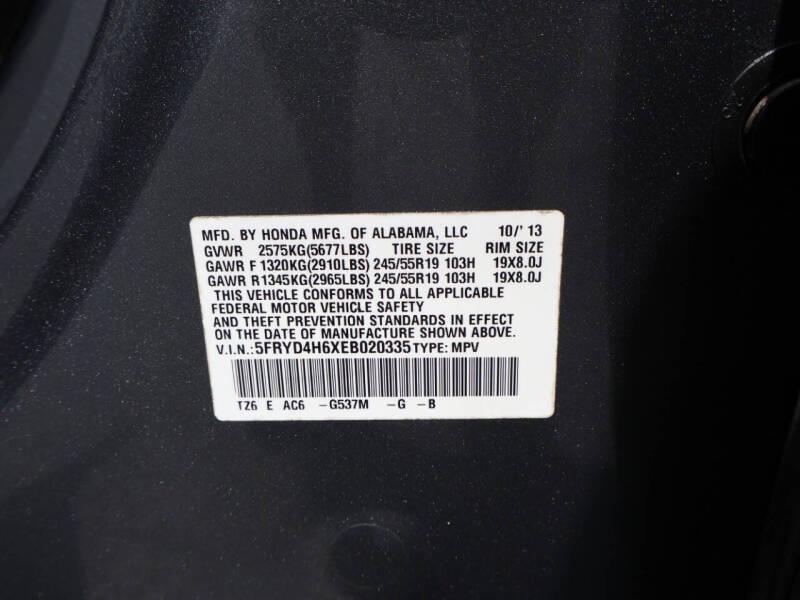 MFD. BY HONDA MFG. OF ALABAMA, LLC 10/' 13
GVWR 2575KG(5677LBS) TIRE SIZE RIM SIZE
GAWR F 1320KG(2910LBS) 245/55R19 103H 19X8.0J
GAWR R1345KG(2965LBS) 245/55R19 103H 19X8.0J
THIS VEHICLE CONFORMS TO ALL APPLICABLE
FEDERAL MOTOR VEHICLE SAFETY
AND THEFT PREVENTION STANDARDS IN EFFECT
ON THE DATE OF MANUFACTURE SHOWN ABOVE.
V.I.N.:5FRYD4H6XEB020335 TYPE: MPV
TZ6 E AC6 -G537M -G -B